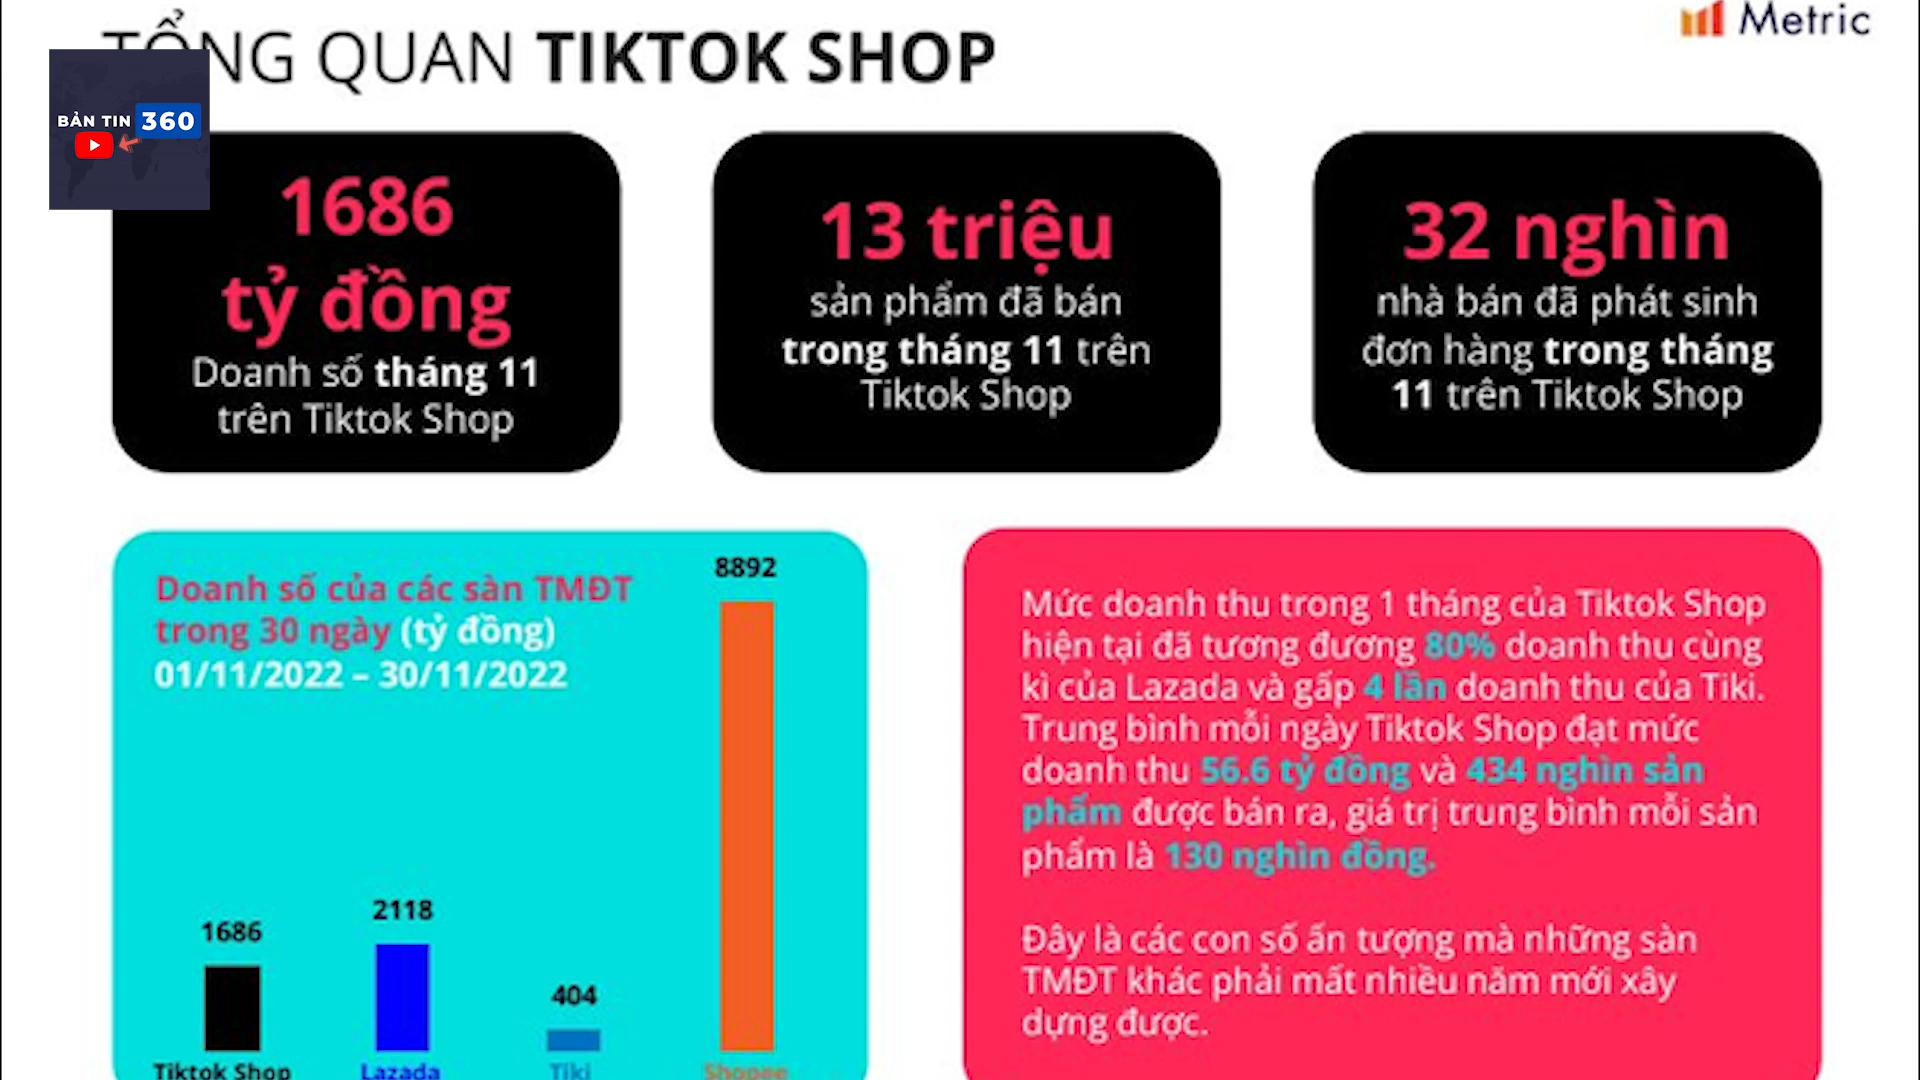 Metric
TỔNG QUAN TIKTOK SHOP
BẢN TIN 360
1686
tỷ đồng
Doanh số tháng 11
trên Tiktok Shop
13 triệu
sản phẩm đã bán
trong tháng 11 trên
Tiktok Shop
32 nghìn
nhà bán đã phát sinh
đơn hàng trong tháng
11 trên Tiktok Shop
Doanh số của các sàn TMĐT
trong 30 ngày (tỷ đồng)
01/11/2022 – 30/11/2022
8892
2118
1686
404
Tiktok Shop
Lazada
Tiki
Shopee
Mức doanh thu trong 1 tháng của Tiktok Shop
hiện tại đã tương đương 80% doanh thu cùng
kì của Lazada và gấp 4 lần doanh thu của Tiki.
Trung bình mỗi ngày Tiktok Shop đạt mức
doanh thu 56.6 tỷ đồng và 434 nghìn sản
phẩm được bán ra, giá trị trung bình mỗi sản
phẩm là 130 nghìn đồng.
Đây là các con số ấn tượng mà những sàn
TMĐT khác phải mất nhiều năm mới xây
dựng được.